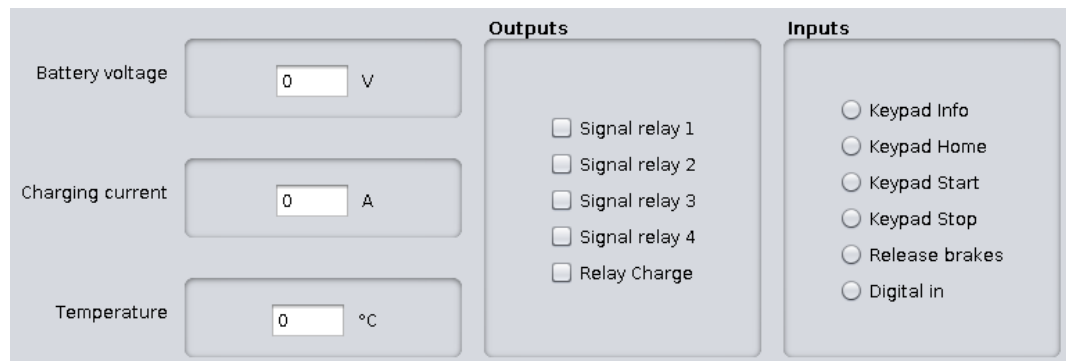 Battery voltage
0 V
Charging current
0 A
Temperature
0 °C
Outputs
Signal relay 1
Signal relay 2
Signal relay 3
Signal relay 4
Relay Charge
Inputs
Keypad Info
Keypad Home
Keypad Start
Keypad Stop
Release brakes
Digital in